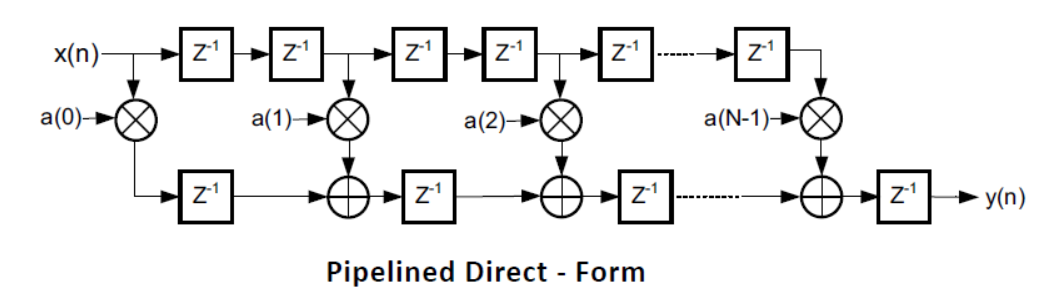 x(n) Z⁻¹ Z⁻¹ Z⁻¹ Z⁻¹ Z⁻¹ Z⁻¹
a(0) a(1) a(2) a(N-1)
Z⁻¹ Z⁻¹ Z⁻¹ Z⁻¹ y(n)
Pipelined Direct - Form